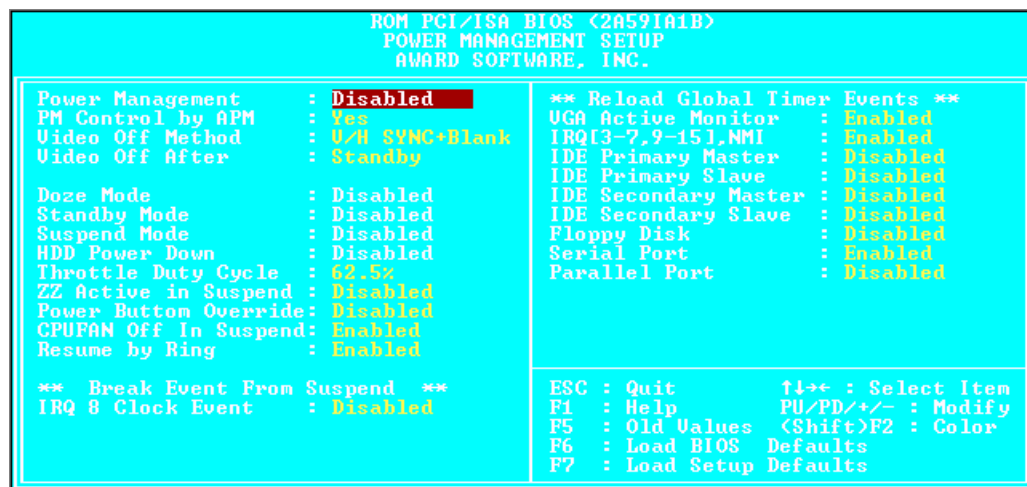 ROM PCI/ISA BIOS (2A59IA1B)
POWER MANAGEMENT SETUP
AWARD SOFTWARE, INC.
Power Management : Disabled
PM Control by APM : Yes
Video Off Method : V/H SYNC+Blank
Video Off After : Standby
Doze Mode : Disabled
Standby Mode : Disabled
Suspend Mode : Disabled
HDD Power Down : Disabled
Throttle Duty Cycle : 62.5%
ZZ Active in Suspend : Disabled
Power Buttom Override: Disabled
CPUFAN Off In Suspend: Enabled
Resume by Ring : Enabled
** Break Event From Suspend **
IRQ 8 Clock Event : Disabled
** Reload Global Timer Events **
VGA Active Monitor : Enabled
IRQ[3-7,9-15],NMI : Enabled
IDE Primary Master : Disabled
IDE Primary Slave : Disabled
IDE Secondary Master : Disabled
IDE Secondary Slave : Disabled
Floppy Disk : Disabled
Serial Port : Enabled
Parallel Port : Disabled
ESC : Quit ↑↓→← : Select Item
F1 : Help PU/PD/+/- : Modify
F5 : Old Values (Shift)F2 : Color
F6 : Load BIOS Defaults
F7 : Load Setup Defaults